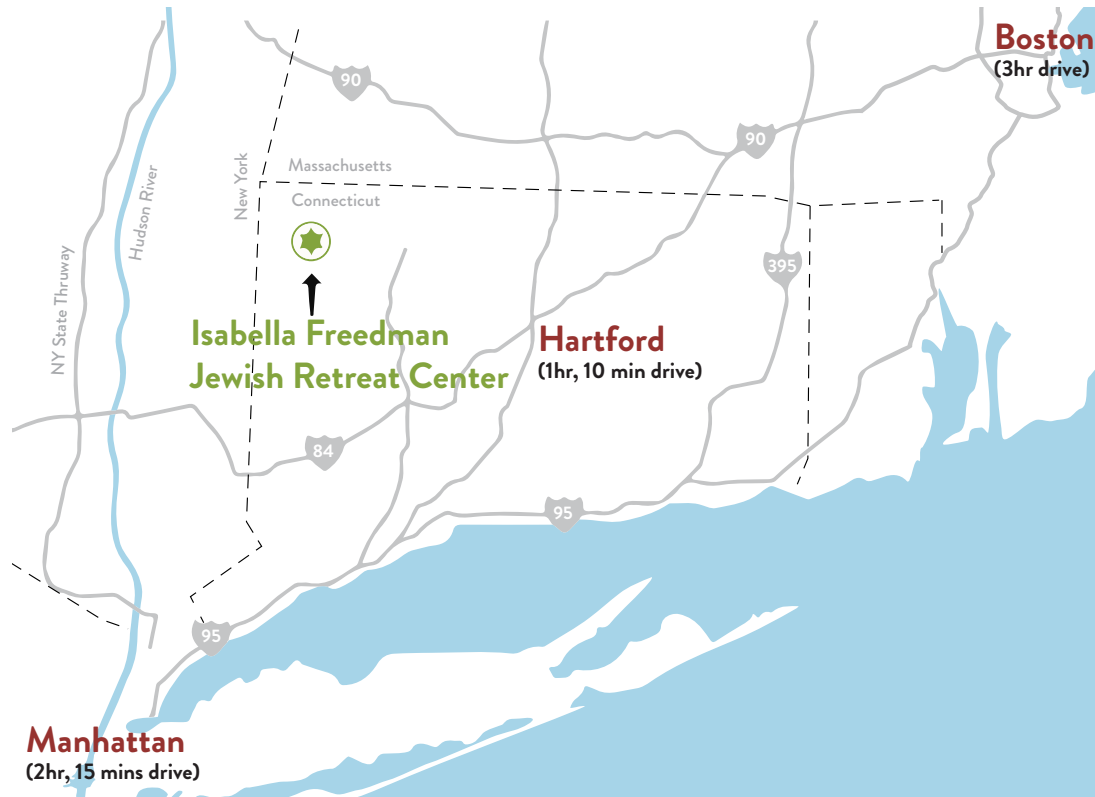 Boston
(3hr drive)
90
90
Massachusetts
New York
Connecticut
Hudson River
NY State Thruway
395
Isabella Freedman
Jewish Retreat Center
Hartford
(1hr, 10 min drive)
84
95
95
Manhattan
(2hr, 15 mins drive)